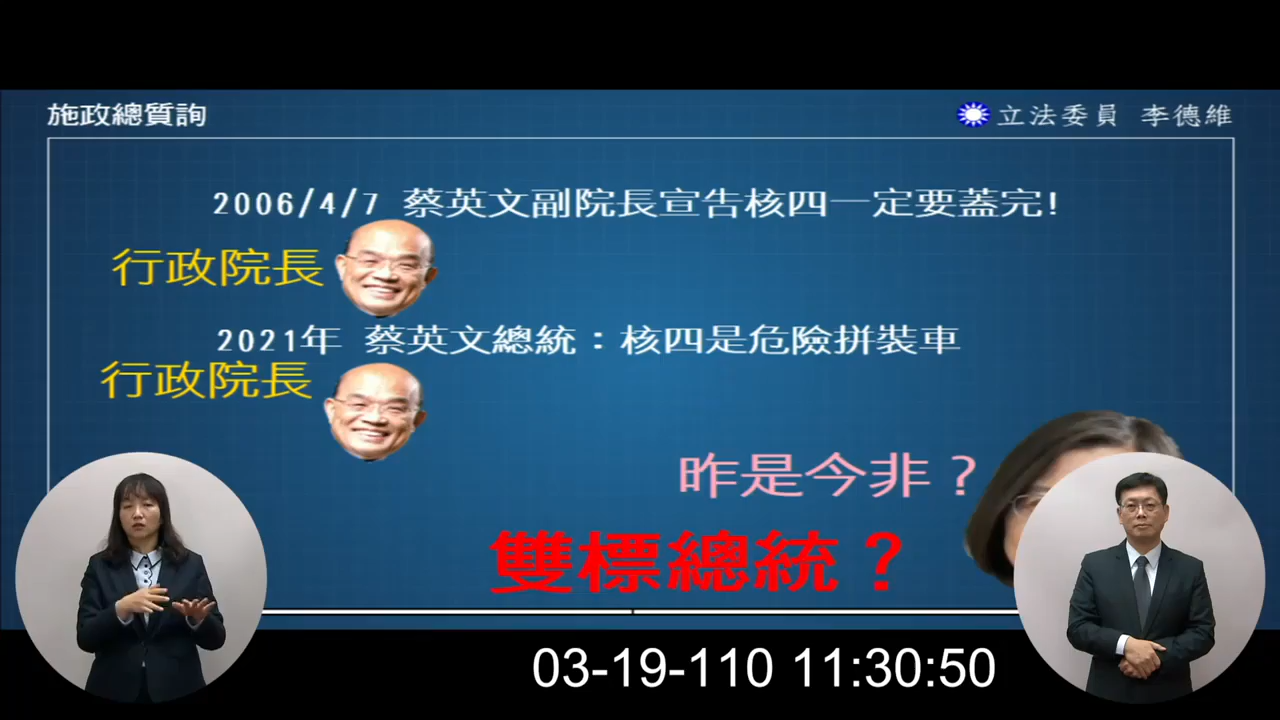 施政總質詢
立法委員 李德維
2006/4/7 蔡英文副院長宣告核四一定要蓋完!
行政院長
2021年 蔡英文總統：核四是危險拼裝車
行政院長
昨是今非？
雙標總統？
03-19-110 11:30:50